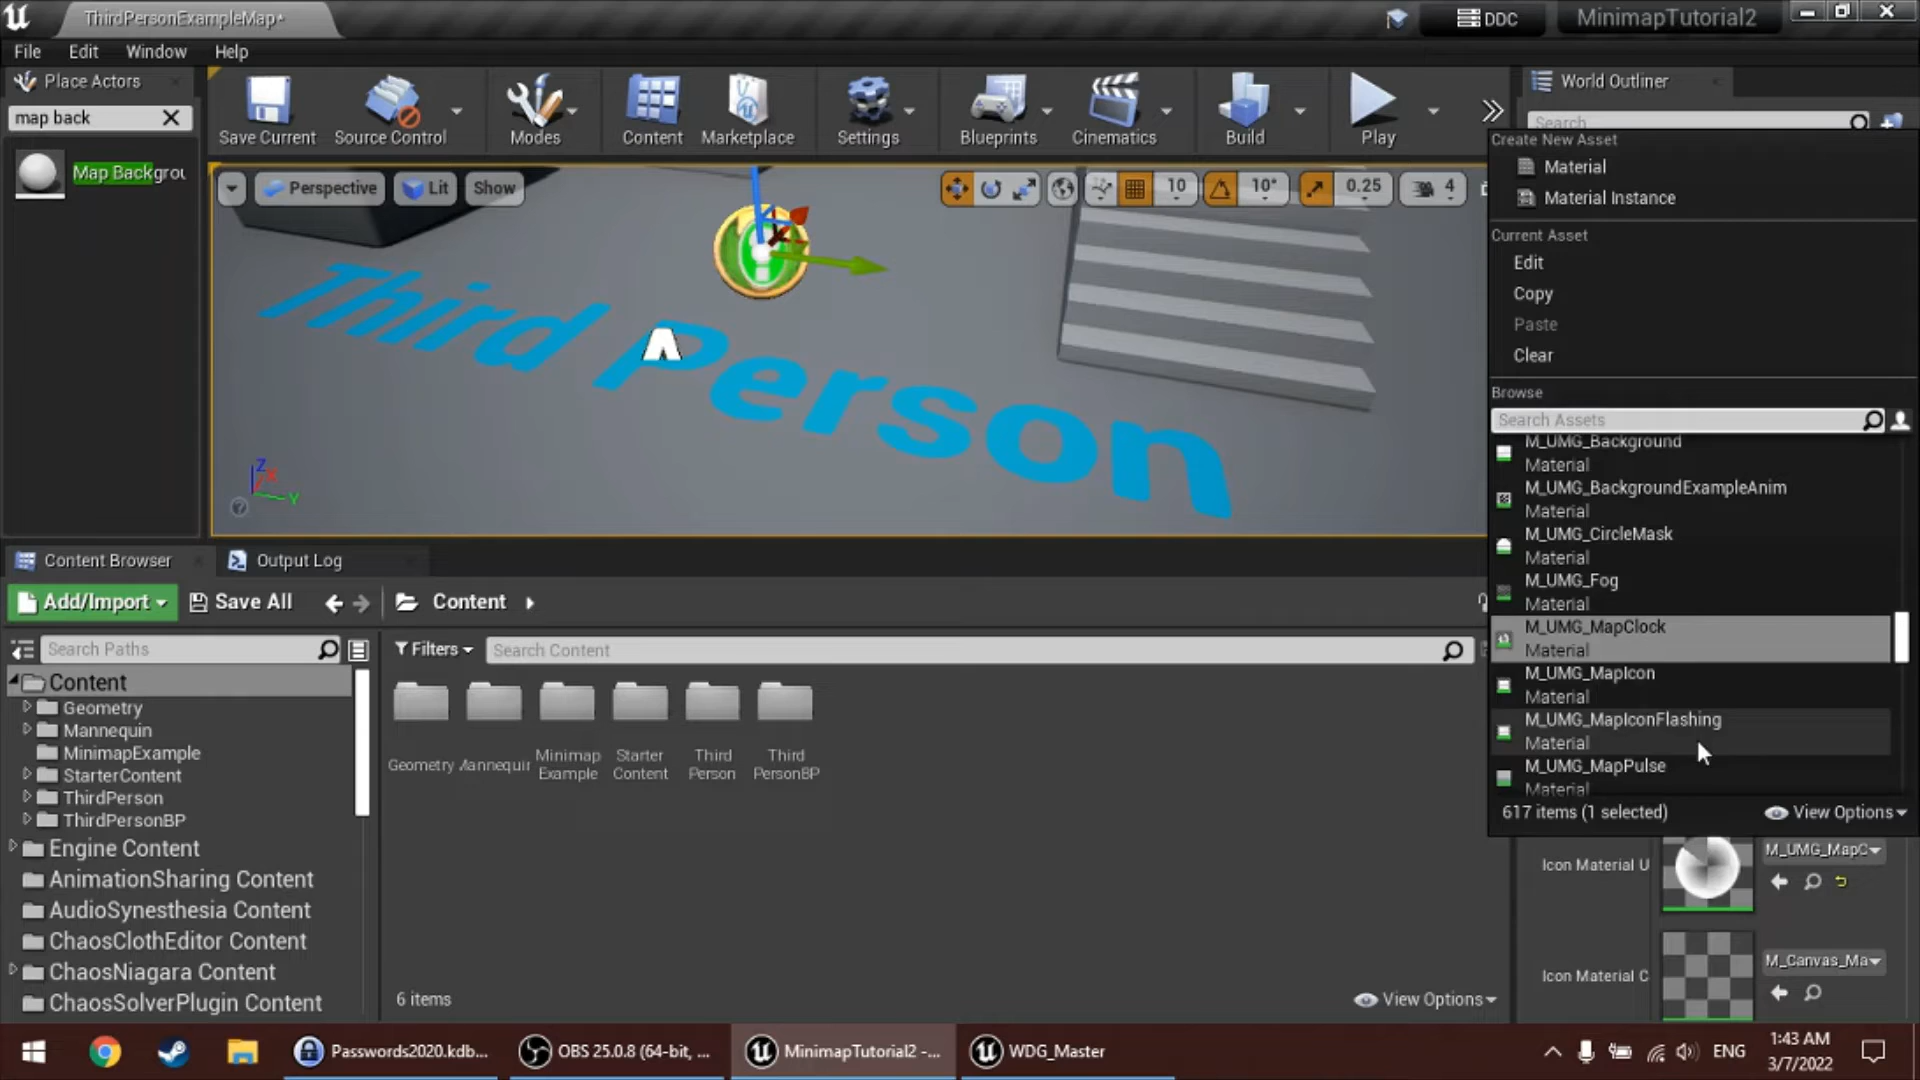 ThirdPersonExampleMap*
DDC
MinimapTutorial2
File Edit Window Help
Place Actors
map back
Map Backgrou
Save Current
Source Control
Modes
Content
Marketplace
Settings
Blueprints
Cinematics
Build
Play
World Outliner
Search
Perspective
Lit
Show
10
10°
0.25
4
Third Person
Z
X
Y
Create New Asset
Material
Material Instance
Current Asset
Edit
Copy
Paste
Clear
Browse
Search Assets
M_UMG_Background
Material
M_UMG_BackgroundExampleAnim
Material
M_UMG_CircleMask
Material
M_UMG_Fog
Material
M_UMG_MapClock
Material
M_UMG_MapIcon
Material
M_UMG_MapIconFlashing
Material
M_UMG_MapPulse
Material
617 items (1 selected)
View Options
Icon Material U
M_UMG_MapC
Icon Material C
M_Canvas_Ma
Content Browser
Output Log
Add/Import
Save All
Content
Search Paths
Filters
Search Content
Content
Geometry
Mannequin
MinimapExample
StarterContent
ThirdPerson
ThirdPersonBP
Engine Content
AnimationSharing Content
AudioSynesthesia Content
ChaosClothEditor Content
ChaosNiagara Content
ChaosSolverPlugin Content
Geometry
Mannequin
Minimap
Example
Starter
Content
Third
Person
Third
PersonBP
6 items
View Options
Passwords2020.kdb...
OBS 25.0.8 (64-bit, ...
MinimapTutorial2 -...
WDG_Master
ENG
1:43 AM
3/7/2022